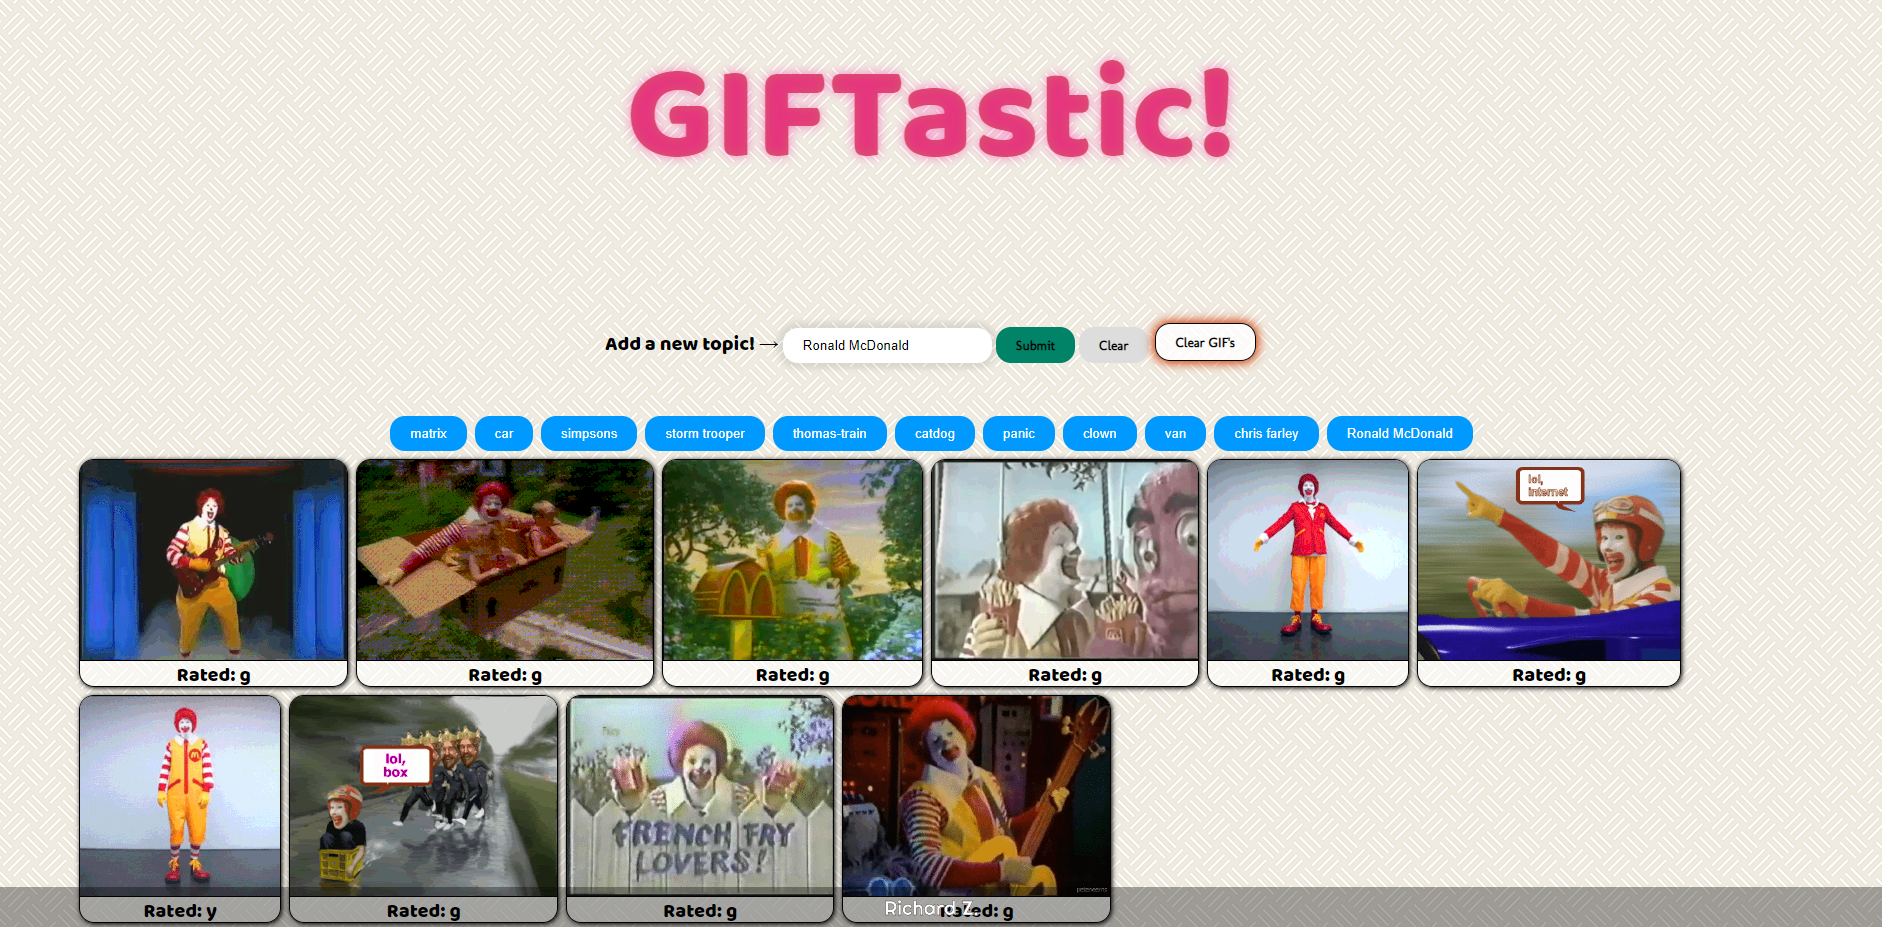 GIFTastic!
Add a new topic! → Ronald McDonald Submit Clear Clear GIF's
matrix car simpsons storm trooper thomas-train catdog panic clown van chris farley Ronald McDonald
lol,
internet
Rated: g Rated: g Rated: g Rated: g Rated: g Rated: g
lol,
box
FRENCH FRY
LOVERS!
Rated: y Rated: g Rated: g Rated: g
Richard Z.